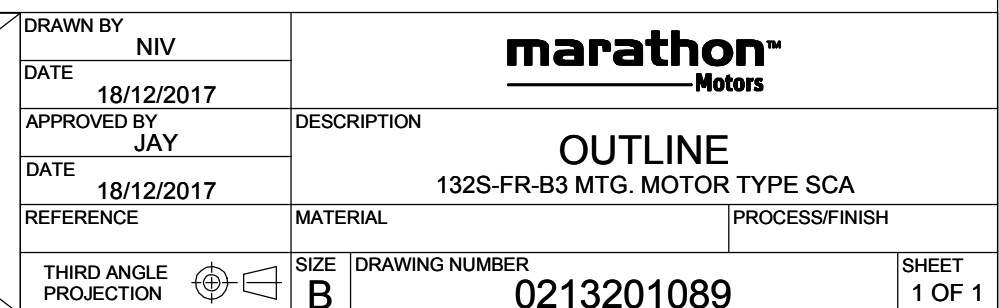 DRAWN BY
NIV
DATE
18/12/2017
APPROVED BY
JAY
DATE
18/12/2017
REFERENCE
THIRD ANGLE
PROJECTION
marathon™
Motors
DESCRIPTION
OUTLINE
132S-FR-B3 MTG. MOTOR TYPE SCA
MATERIAL
PROCESS/FINISH
SIZE
B
DRAWING NUMBER
0213201089
SHEET
1 OF 1